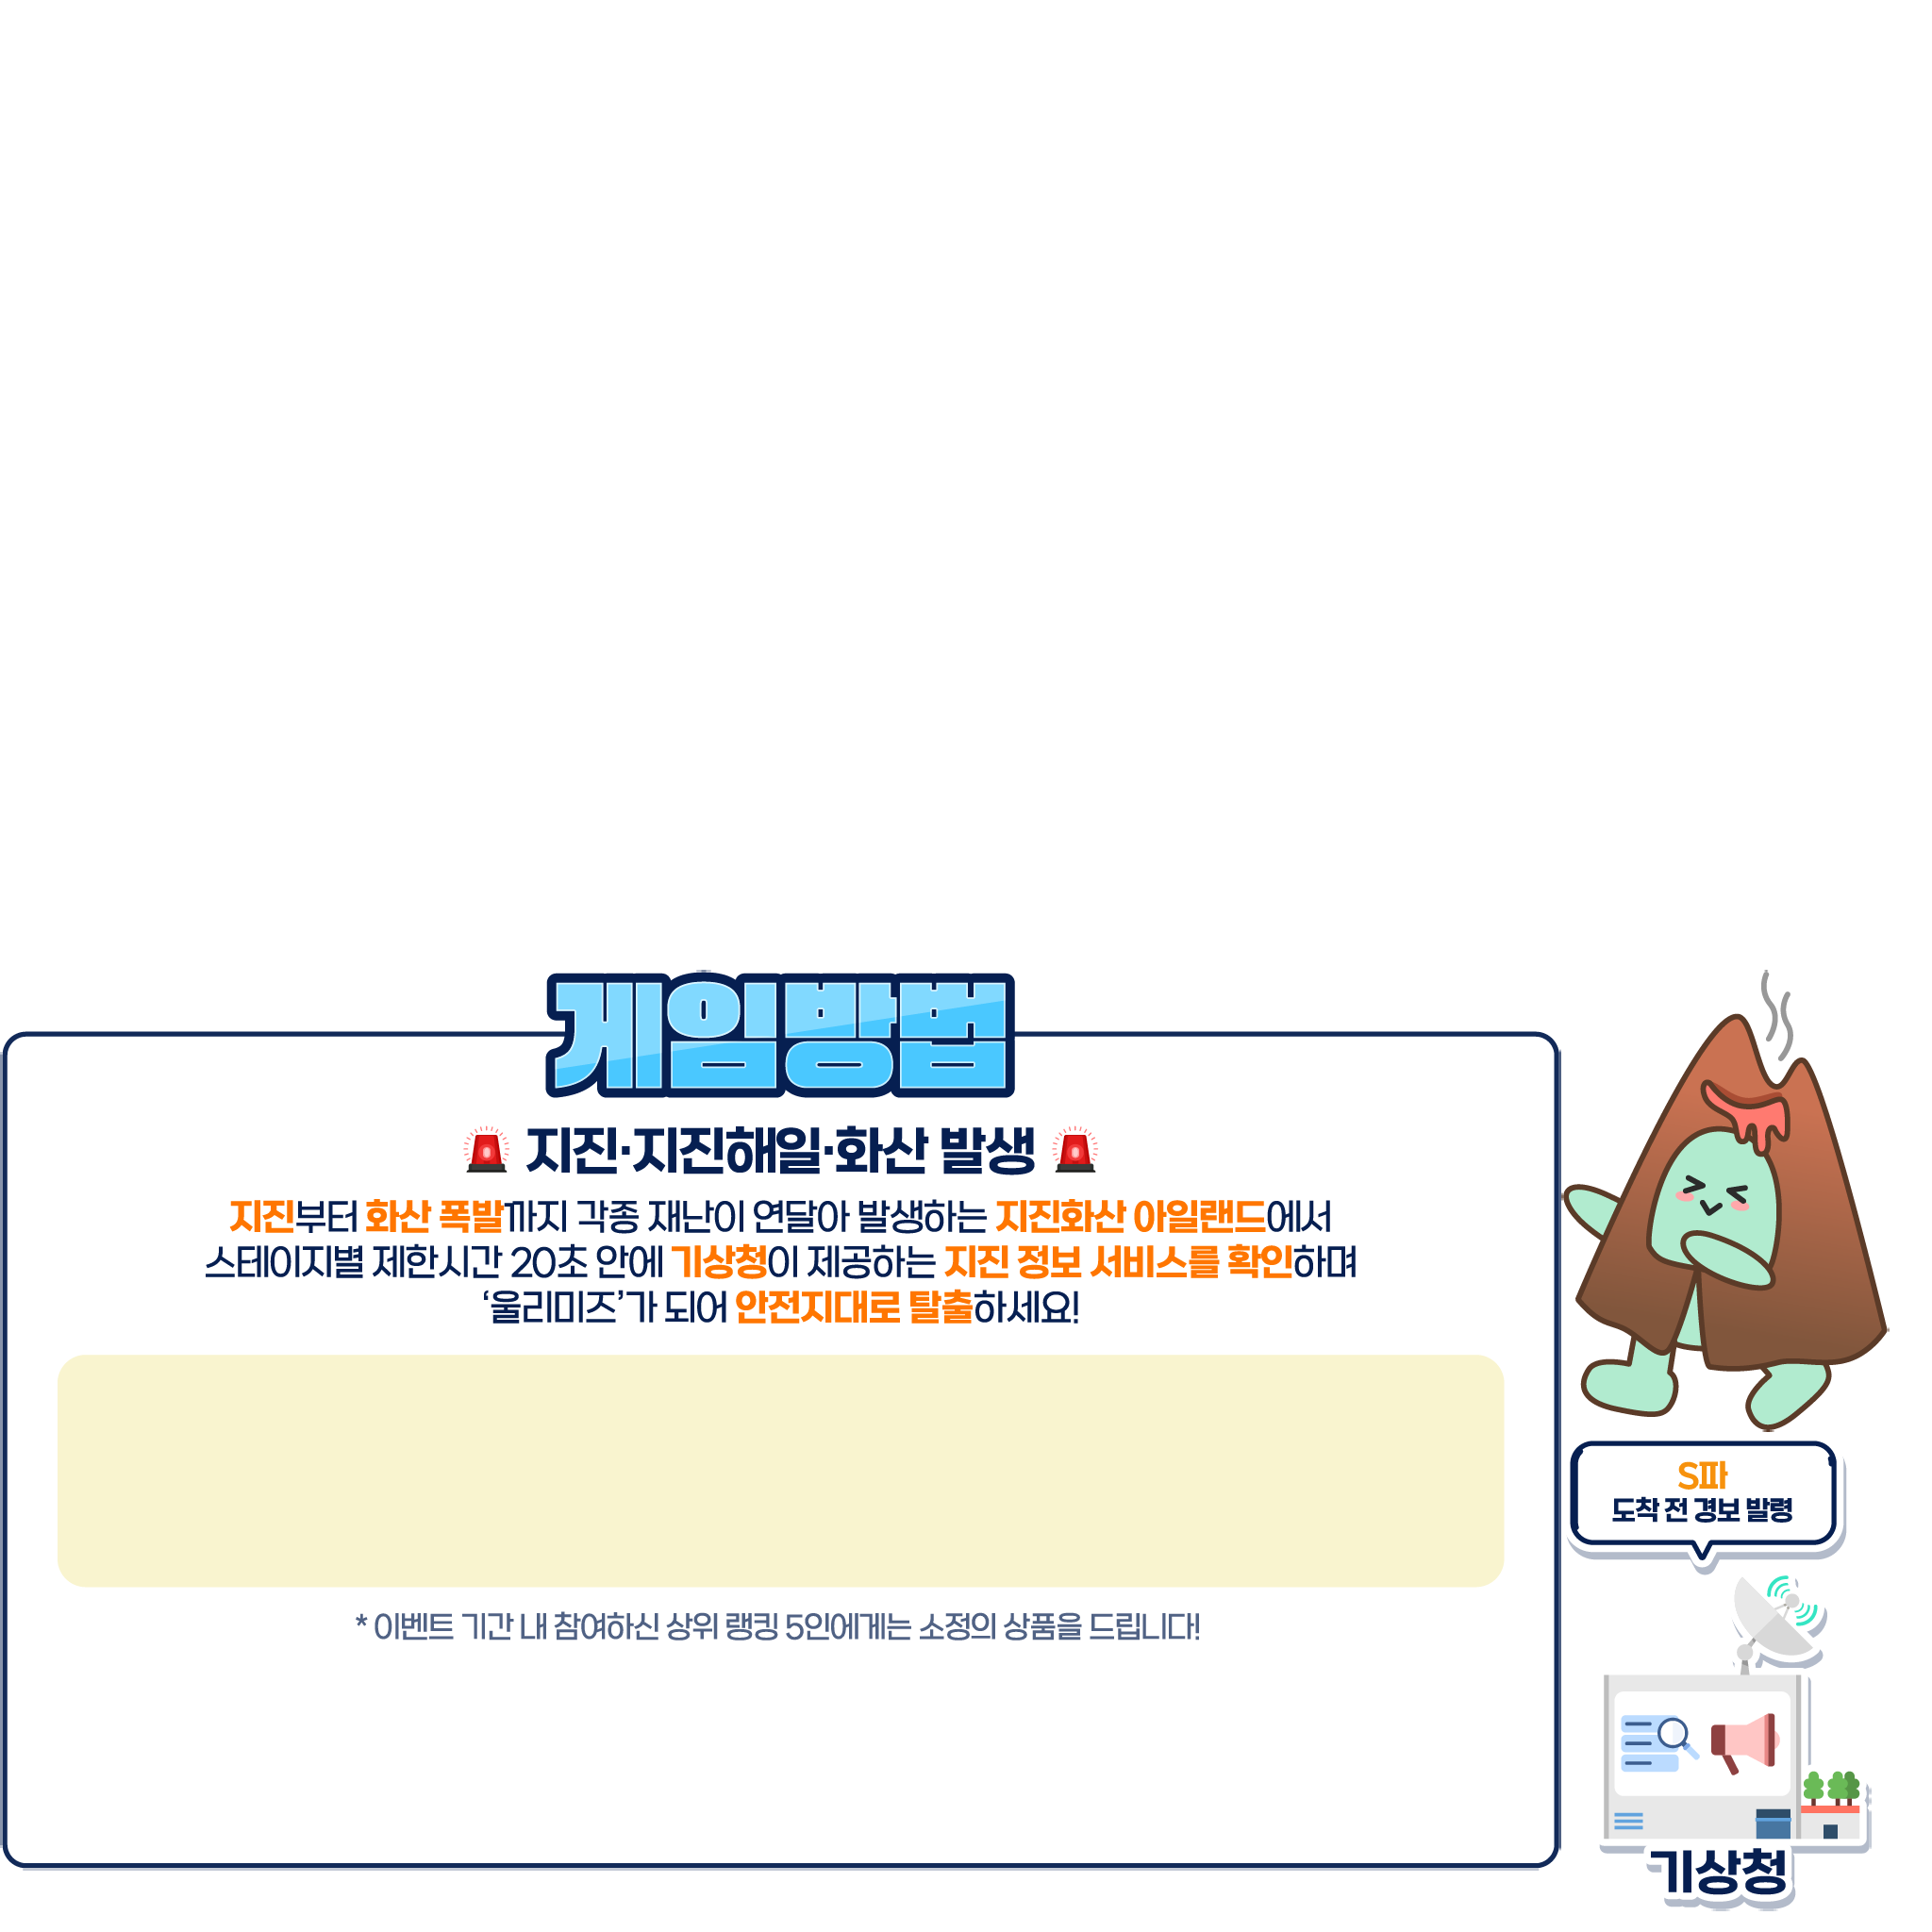 게임방법
지진·지진해일·화산 발생
지진부터 화산 폭발까지 각종 재난이 연달아 발생하는 지진화산 아일랜드에서
스테이지별 제한시간 20초 안에 기상청이 제공하는 지진 정보 서비스를 확인하며
‘울리미즈’가 되어 안전지대로 탈출하세요!
* 이벤트 기간 내 참여하신 상위 랭킹 5인에게는 소정의 상품을 드립니다!
S파
도착 전 경보 발령
기상청